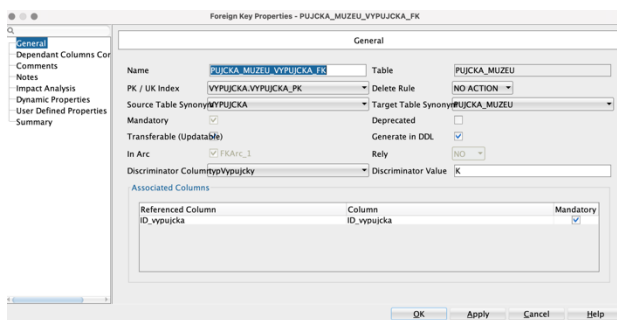 Foreign Key Properties - PUJCKA_MUZEU_VYPUJCKA_FK
General
Dependant Columns Cor
Comments
Notes
Impact Analysis
Dynamic Properties
User Defined Properties
Summary
General
Name PUJCKA_MUZEU_VYPUJCKA_FK Table PUJCKA_MUZEU
PK / UK Index VYPUJCKA.VYPUJCKA_PK Delete Rule NO ACTION
Source Table Synonym VYPUJCKA Target Table Synonym PUJCKA_MUZEU
Mandatory Deprecated
Transferable (Updatable) Generate in DDL
In Arc FKArc_1 Rely NO
Discriminator Column typVypujcky Discriminator Value K
Associated Columns
Referenced Column Column Mandatory
ID_vypujcka ID_vypujcka
OK Apply Cancel Help